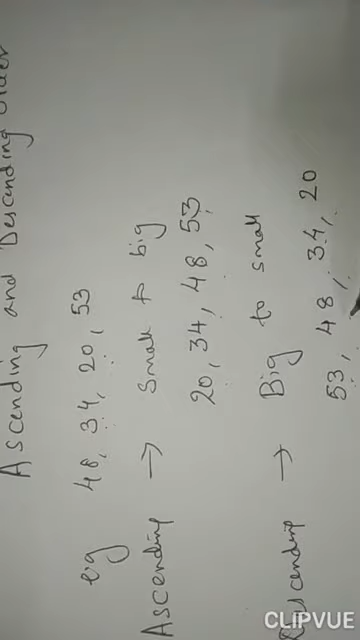 Ascending and Descending Order
eg 48, 34, 20, 53
Ascending → Small to big
20, 34, 48, 53
Descending → Big to small
53, 48, 34, 20
CLIPVUE